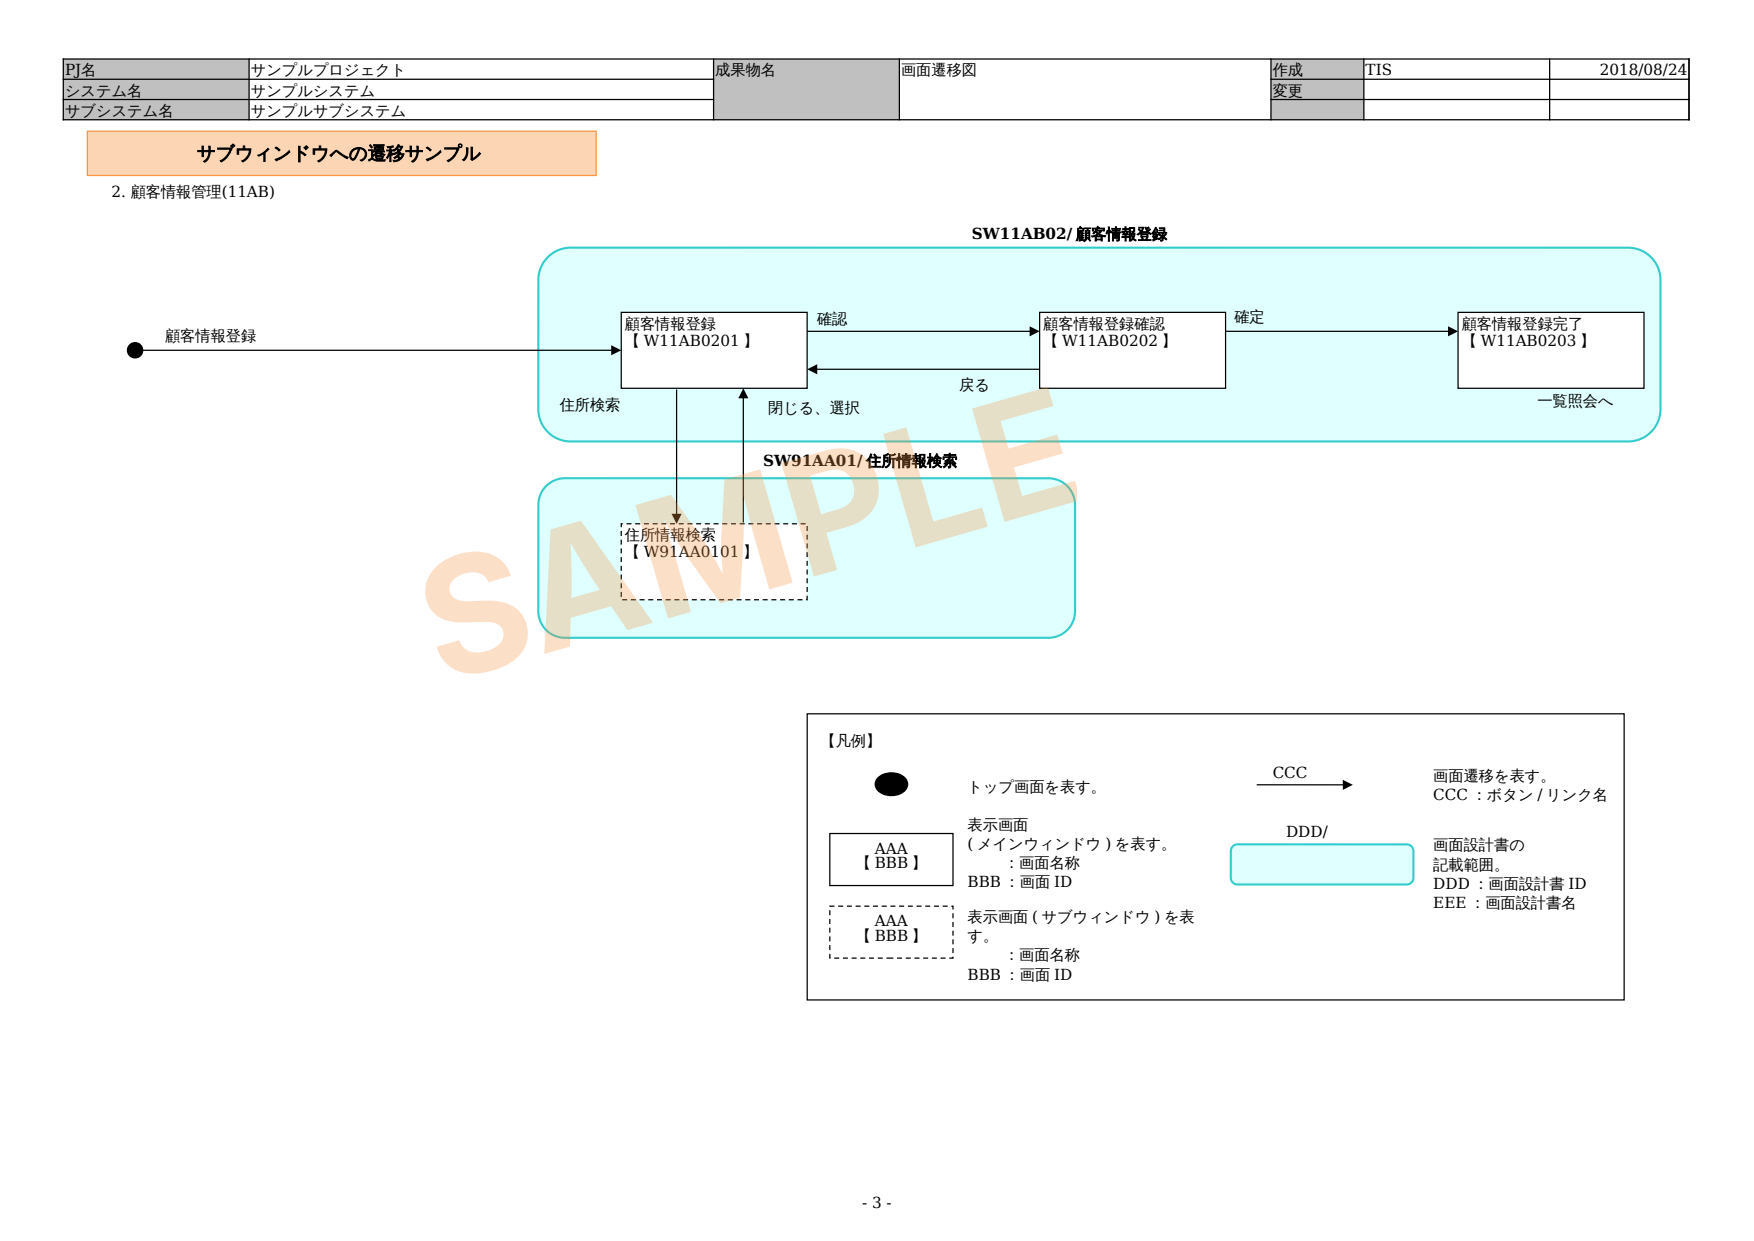 PJ名 サンプルプロジェクト 成果物名 画面遷移図 作成 TIS 2018/08/24
システム名 サンプルシステム 変更
サブシステム名 サンプルサブシステム
サブウィンドウへの遷移サンプル
2. 顧客情報管理(11AB)
SW11AB02/ 顧客情報登録
顧客情報登録
顧客情報登録
【 W11AB0201 】
確認
顧客情報登録確認
【 W11AB0202 】
確定
顧客情報登録完了
【 W11AB0203 】
戻る
住所検索
閉じる、選択
一覧照会へ
SW91AA01/ 住所情報検索
住所情報検索
【 W91AA0101 】
SAMPLE
【凡例】
トップ画面を表す。
CCC
画面遷移を表す。
CCC ：ボタン / リンク名
AAA
【 BBB 】
表示画面
( メインウィンドウ ) を表す。
：画面名称
BBB ：画面 ID
DDD/
画面設計書の
記載範囲。
DDD ：画面設計書 ID
EEE ：画面設計書名
AAA
【 BBB 】
表示画面 ( サブウィンドウ ) を表
す。
：画面名称
BBB ：画面 ID
- 3 -